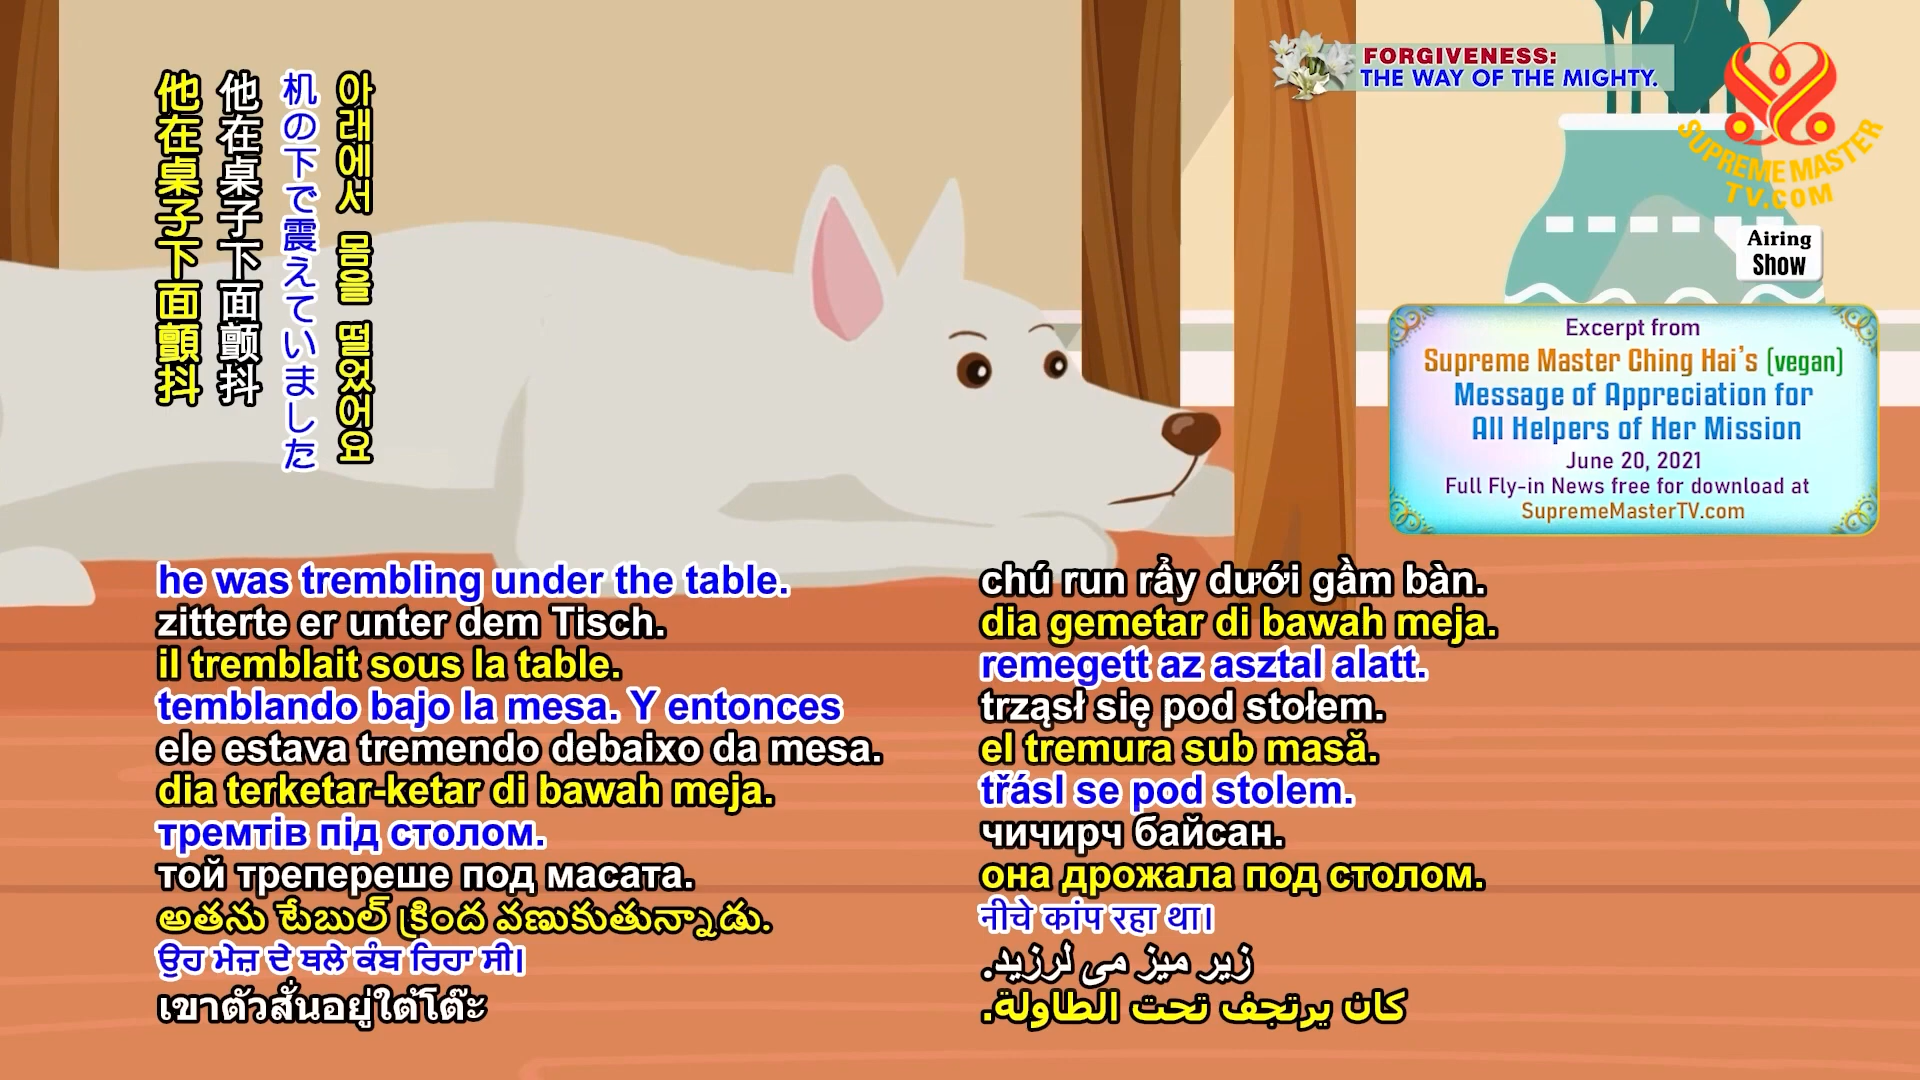 FORGIVENESS:
THE WAY OF THE MIGHTY.
SUPREME MASTER
TV.COM
Airing
Show
Excerpt from
Supreme Master Ching Hai's (vegan)
Message of Appreciation for
All Helpers of Her Mission
June 20, 2021
Full Fly-in News free for download at
SupremeMasterTV.com
아래에서 몸을 떨었어요
机の下で震えていました
他在桌子下面颤抖
他在桌子下面顫抖
he was trembling under the table.
zitterte er unter dem Tisch.
il tremblait sous la table.
temblando bajo la mesa. Y entonces
ele estava tremendo debaixo da mesa.
dia terketar-ketar di bawah meja.
тремтів під столом.
той трепереше под масата.
అతను టేబుల్ క్రింద వణుకుతున్నాడు.
ਉਹ ਮੇਜ਼ ਦੇ ਥਲੇ ਕੰਬ ਰਿਹਾ ਸੀ।
เขาตัวสั่นอยู่ใต้โต๊ะ
chú run rẩy dưới gầm bàn.
dia gemetar di bawah meja.
remegett az asztal alatt.
trząsł się pod stołem.
el tremura sub masă.
třásl se pod stolem.
чичирч байсан.
она дрожала под столом.
नीचे कांप रहा था।
زیر میز می لرزید.
كان يرتجف تحت الطاولة.